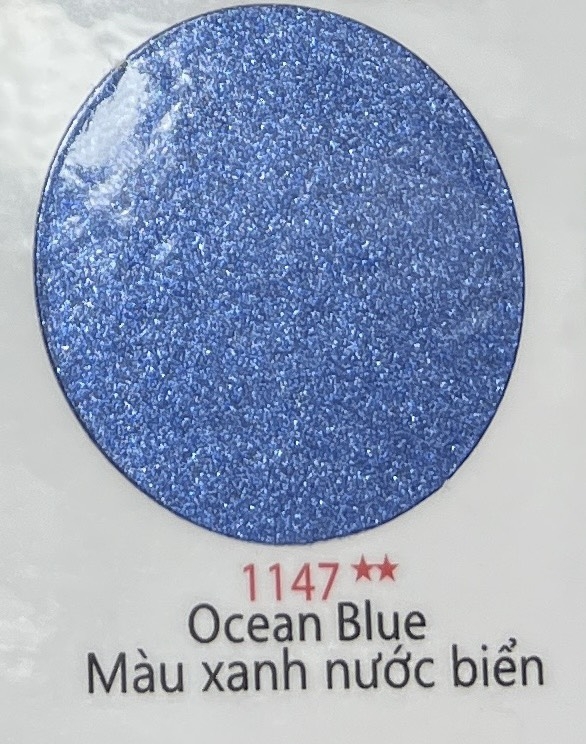 1147 ★★
Ocean Blue
Màu xanh nước biển